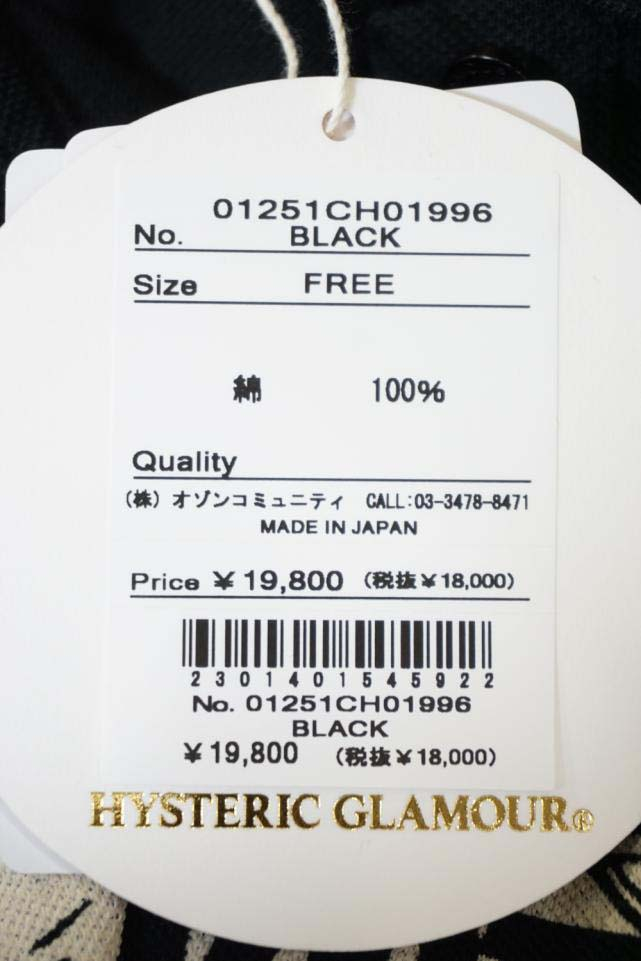 01251CH01996
No. BLACK
Size FREE
綿 100%
Quality
(株) オゾンコミュニティ CALL:03-3478-8471
MADE IN JAPAN
Price ¥19,800 (税抜¥18,000)
2301401545922
No. 01251CH01996
BLACK
¥19,800 (税抜¥18,000)
HYSTERIC GLAMOUR®